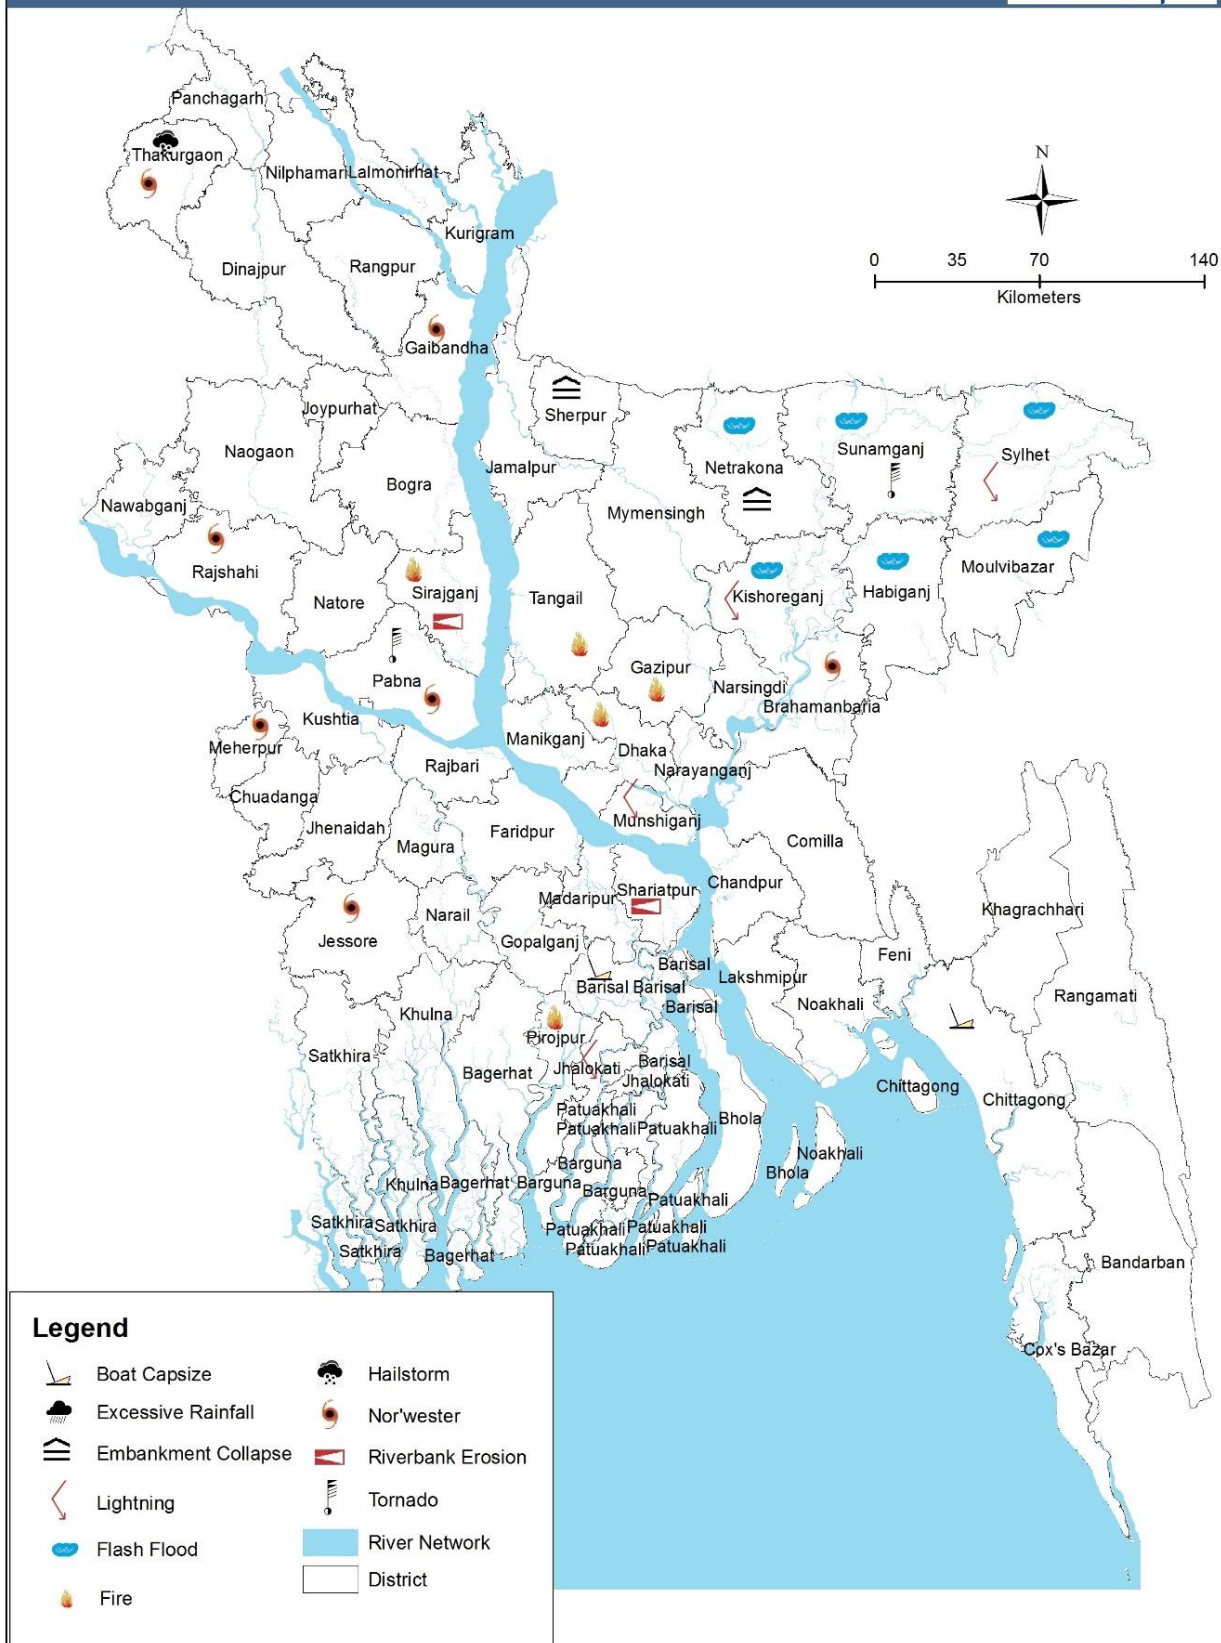 Panchagarh
Thakurgaon
Nilphamari
Lalmonirhat
Kurigram
Dinajpur
Rangpur
Gaibandha
N
0 35 70 140
Kilometers
Joypurhat
Sherpur
Naogaon
Bogra
Jamalpur
Netrakona
Sunamganj
Sylhet
Nawabganj
Mymensingh
Rajshahi
Natore
Sirajganj
Tangail
Kishoreganj
Habiganj
Moulvibazar
Pabna
Gazipur
Narsingdi
Brahamanbaria
Kushtia
Meherpur
Manikganj
Dhaka
Narayanganj
Rajbari
Chuadanga
Jhenaidah
Magura
Faridpur
Munshiganj
Comilla
Madaripur
Shariatpur
Chandpur
Khagrachhari
Jessore
Narail
Gopalganj
Barisal
Lakshmipur
Feni
Barisal
Barisal
Barisal
Noakhali
Rangamati
Khulna
Satkhira
Pirojpur
Bagerhat
Jhalokati
Barisal
Jhalokati
Chittagong
Chittagong
Patuakhali
Patuakhali
Patuakhali
Bhola
Noakhali
Bhola
Barguna
Khulna
Bagerhat
Barguna
Barguna
Patuakhali
Satkhira
Satkhira
Patuakhali
Patuakhali
Satkhira
Bagerhat
Patuakhali
Patuakhali
Bandarban
Cox's Bazar
Legend
Boat Capsize
Hailstorm
Excessive Rainfall
Nor'wester
Embankment Collapse
Riverbank Erosion
Lightning
Tornado
Flash Flood
River Network
Fire
District